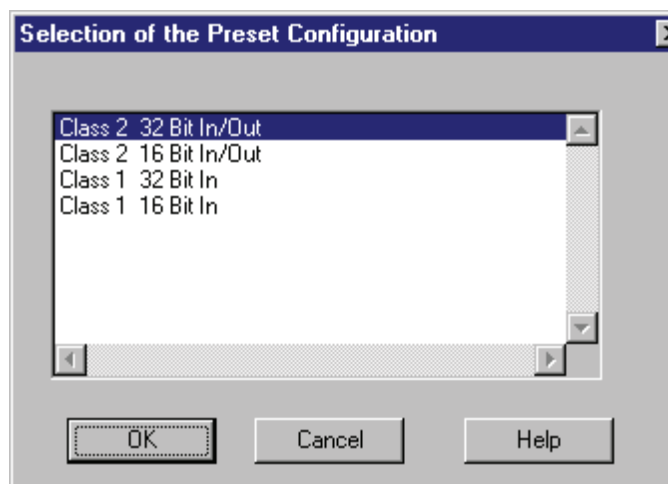 Selection of the Preset Configuration
Class 2 32 Bit In/Out
Class 2 16 Bit In/Out
Class 1 32 Bit In
Class 1 16 Bit In
OK Cancel Help